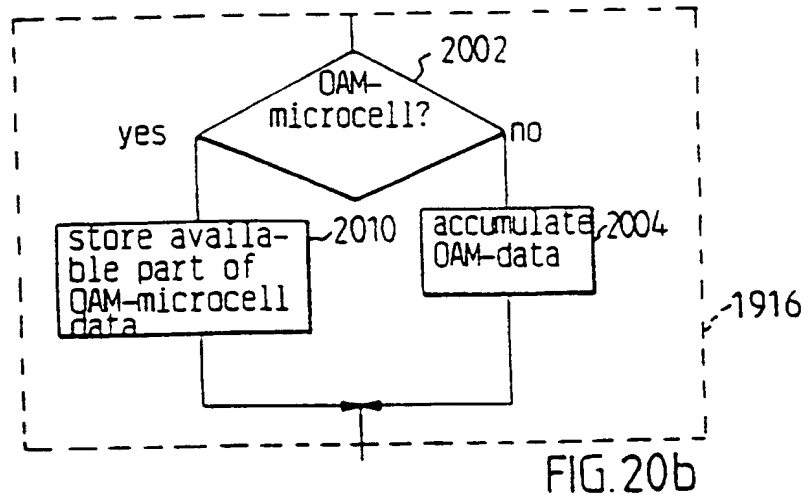 2002
OAM-
microcell?
yes
no
store availa-
ble part of
OAM-microcell
data
2010
accumulate
OAM-data
2004
1916
FIG.20b